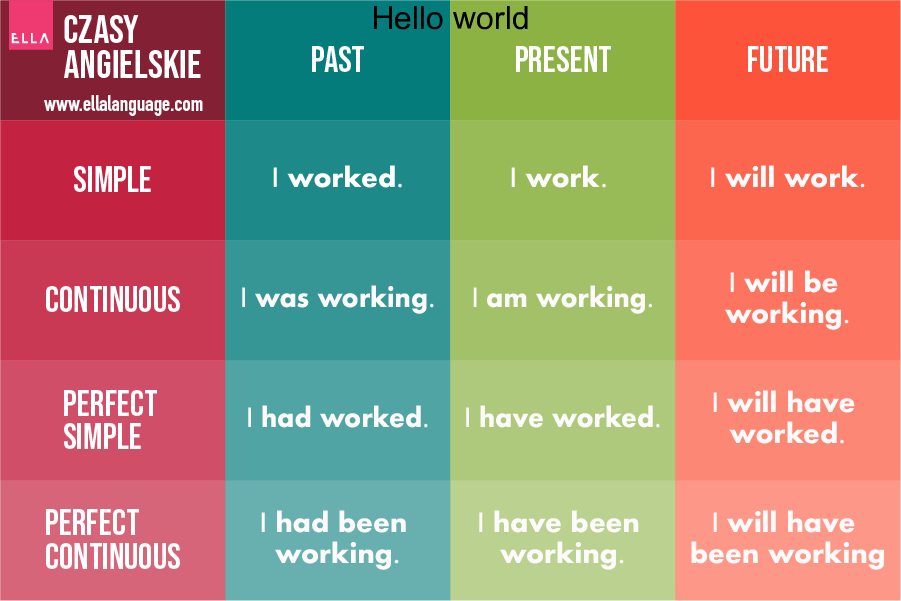 Hello world
ELLA
CZASY
ANGIELSKIE
www.ellalanguage.com
PAST
PRESENT
FUTURE
SIMPLE
I worked.
I work.
I will work.
CONTINUOUS
I was working.
I am working.
I will be
working.
PERFECT
SIMPLE
I had worked.
I have worked.
I will have
worked.
PERFECT
CONTINUOUS
I had been
working.
I have been
working.
I will have
been working